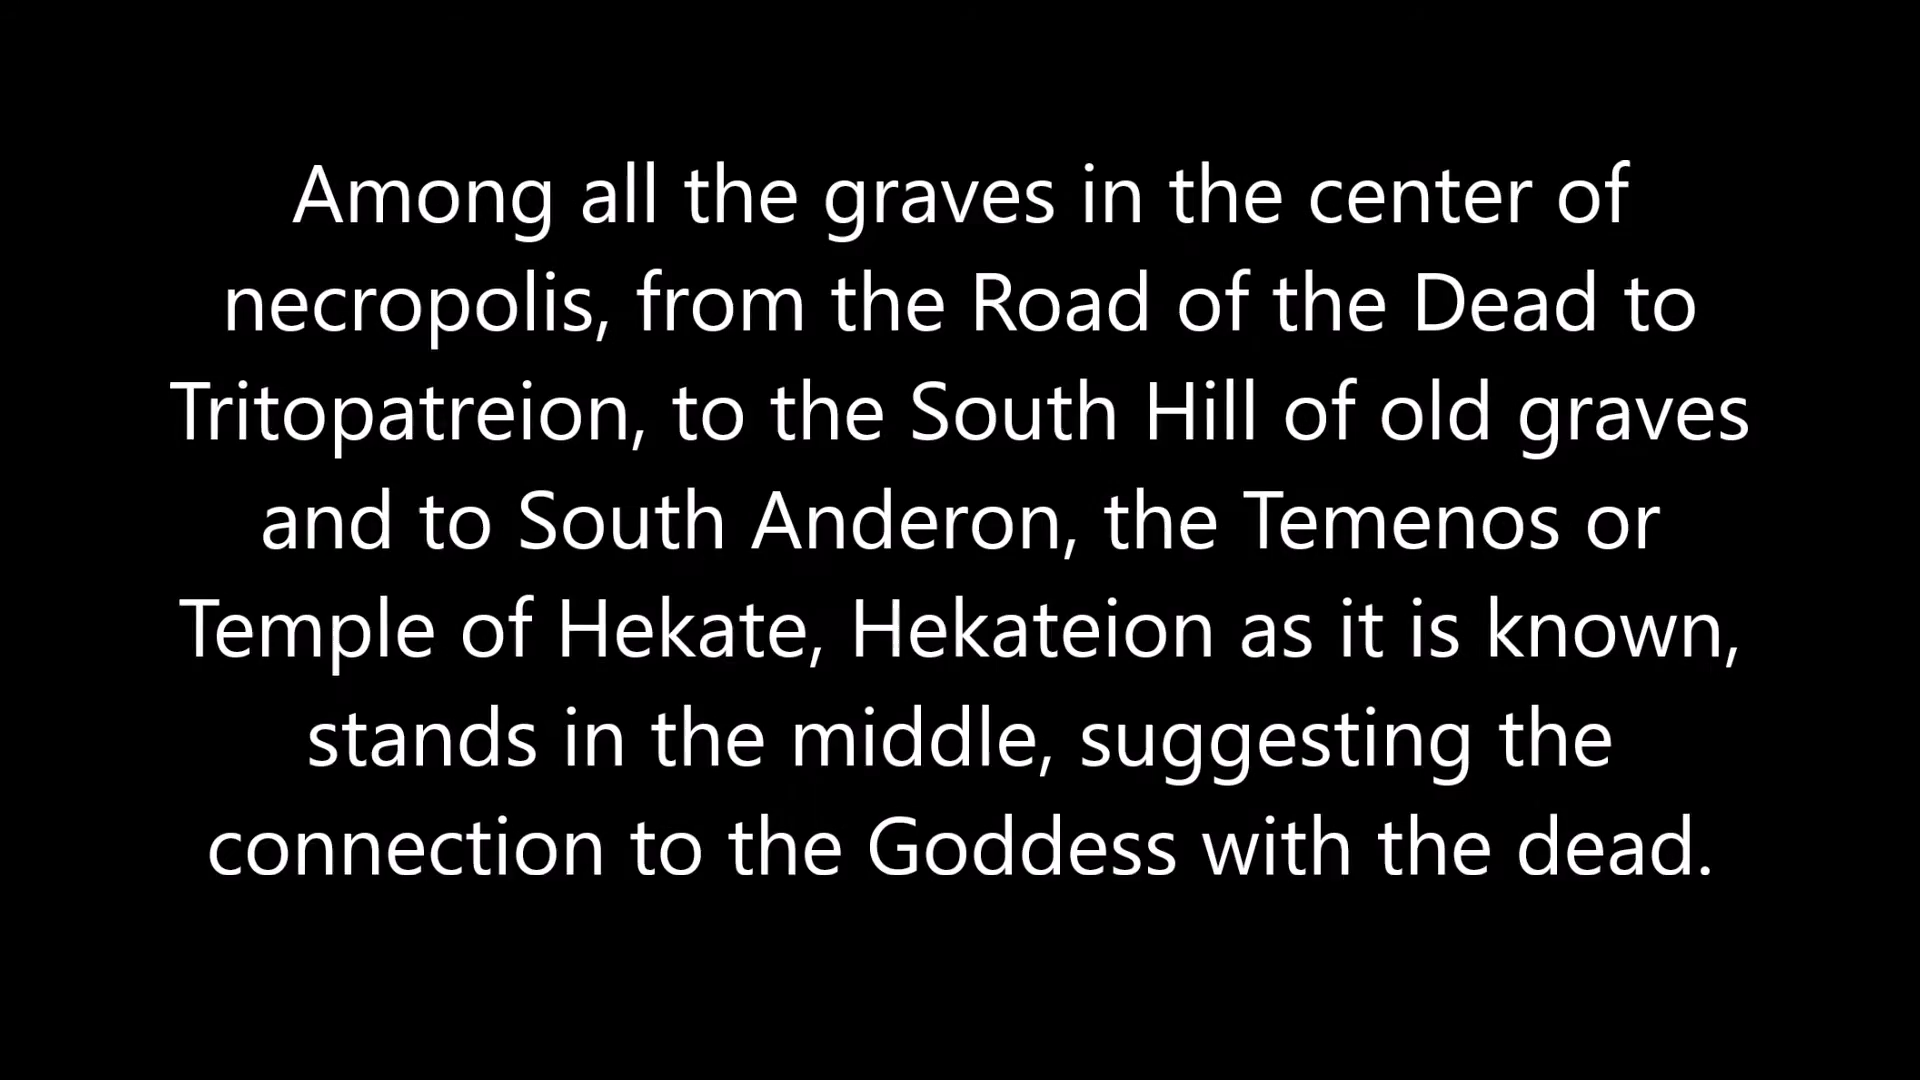 Among all the graves in the center of
necropolis, from the Road of the Dead to
Tritopatreion, to the South Hill of old graves
and to South Anderon, the Temenos or
Temple of Hekate, Hekateion as it is known,
stands in the middle, suggesting the
connection to the Goddess with the dead.